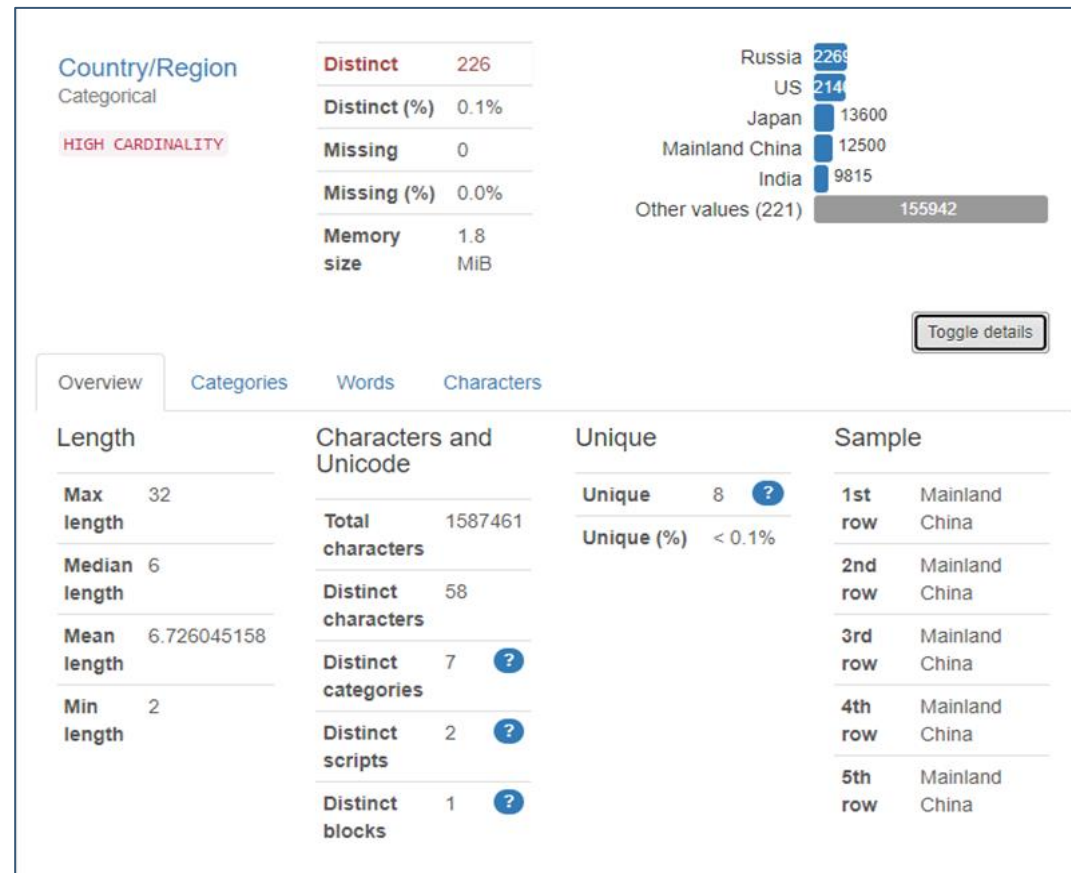 Country/Region
Categorical
HIGH CARDINALITY
Distinct 226
Distinct (%) 0.1%
Missing 0
Missing (%) 0.0%
Memory 1.8
size MiB
Russia 2269
US 214
Japan 13600
Mainland China 12500
India 9815
Other values (221) 155942
Toggle details
Overview Categories Words Characters
Length
Max 32
length
Median 6
length
Mean 6.726045158
length
Min 2
length
Characters and
Unicode
Total 1587461
characters
Distinct 58
characters
Distinct 7 ?
categories
Distinct 2 ?
scripts
Distinct 1 ?
blocks
Unique
Unique 8 ?
Unique (%) < 0.1%
Sample
1st Mainland
row China
2nd Mainland
row China
3rd Mainland
row China
4th Mainland
row China
5th Mainland
row China